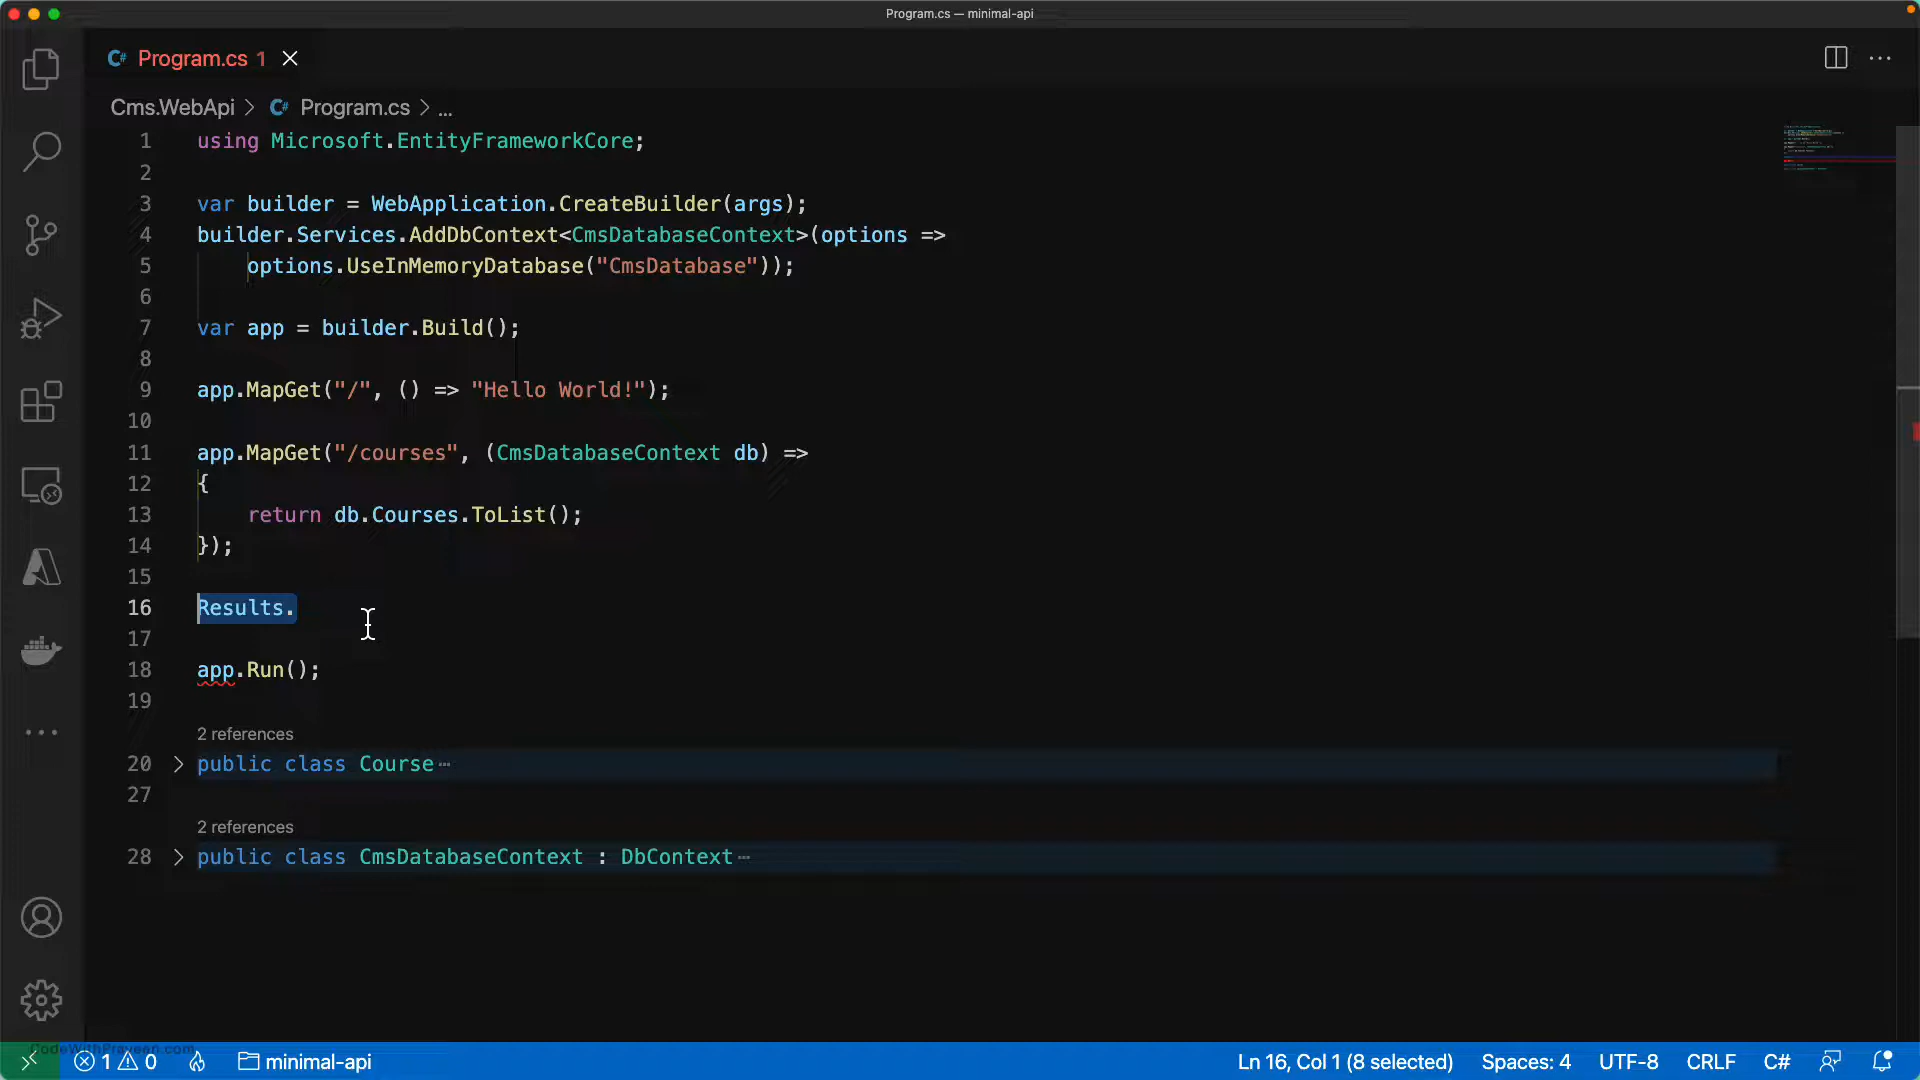 Program.cs — minimal-api
C# Program.cs 1
Cms.WebApi > C# Program.cs > ...
1 using Microsoft.EntityFrameworkCore;
2
3 var builder = WebApplication.CreateBuilder(args);
4 builder.Services.AddDbContext<CmsDatabaseContext>(options =>
5 options.UseInMemoryDatabase("CmsDatabase"));
6
7 var app = builder.Build();
8
9 app.MapGet("/", () => "Hello World!");
10
11 app.MapGet("/courses", (CmsDatabaseContext db) =>
12 {
13 return db.Courses.ToList();
14 });
15
16 Results.
17
18 app.Run();
19
2 references
20 public class Course
27
2 references
28 public class CmsDatabaseContext : DbContext
CodeWithPraveen.com
1 0 minimal-api Ln 16, Col 1 (8 selected) Spaces: 4 UTF-8 CRLF C#